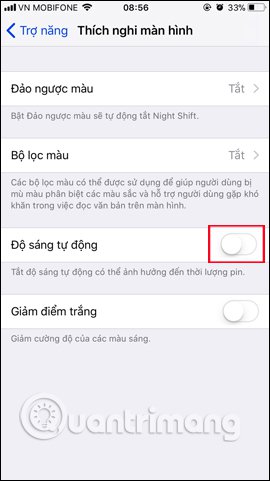 VN MOBIFONE 08:56 33%
Trợ năng Thích nghi màn hình
Đảo ngược màu Tắt
Bật Đảo ngược màu sẽ tự động tắt Night Shift.
Bộ lọc màu Tắt
Các bộ lọc màu có thể được sử dụng để giúp người dùng bị
mù màu phân biệt các màu sắc và hỗ trợ người dùng gặp khó
khăn trong việc đọc văn bản trên màn hình.
Độ sáng tự động
Tắt độ sáng tự động có thể ảnh hưởng đến thời lượng pin.
Giảm điểm trắng
Giảm cường độ của các màu sáng.
Quantrimang